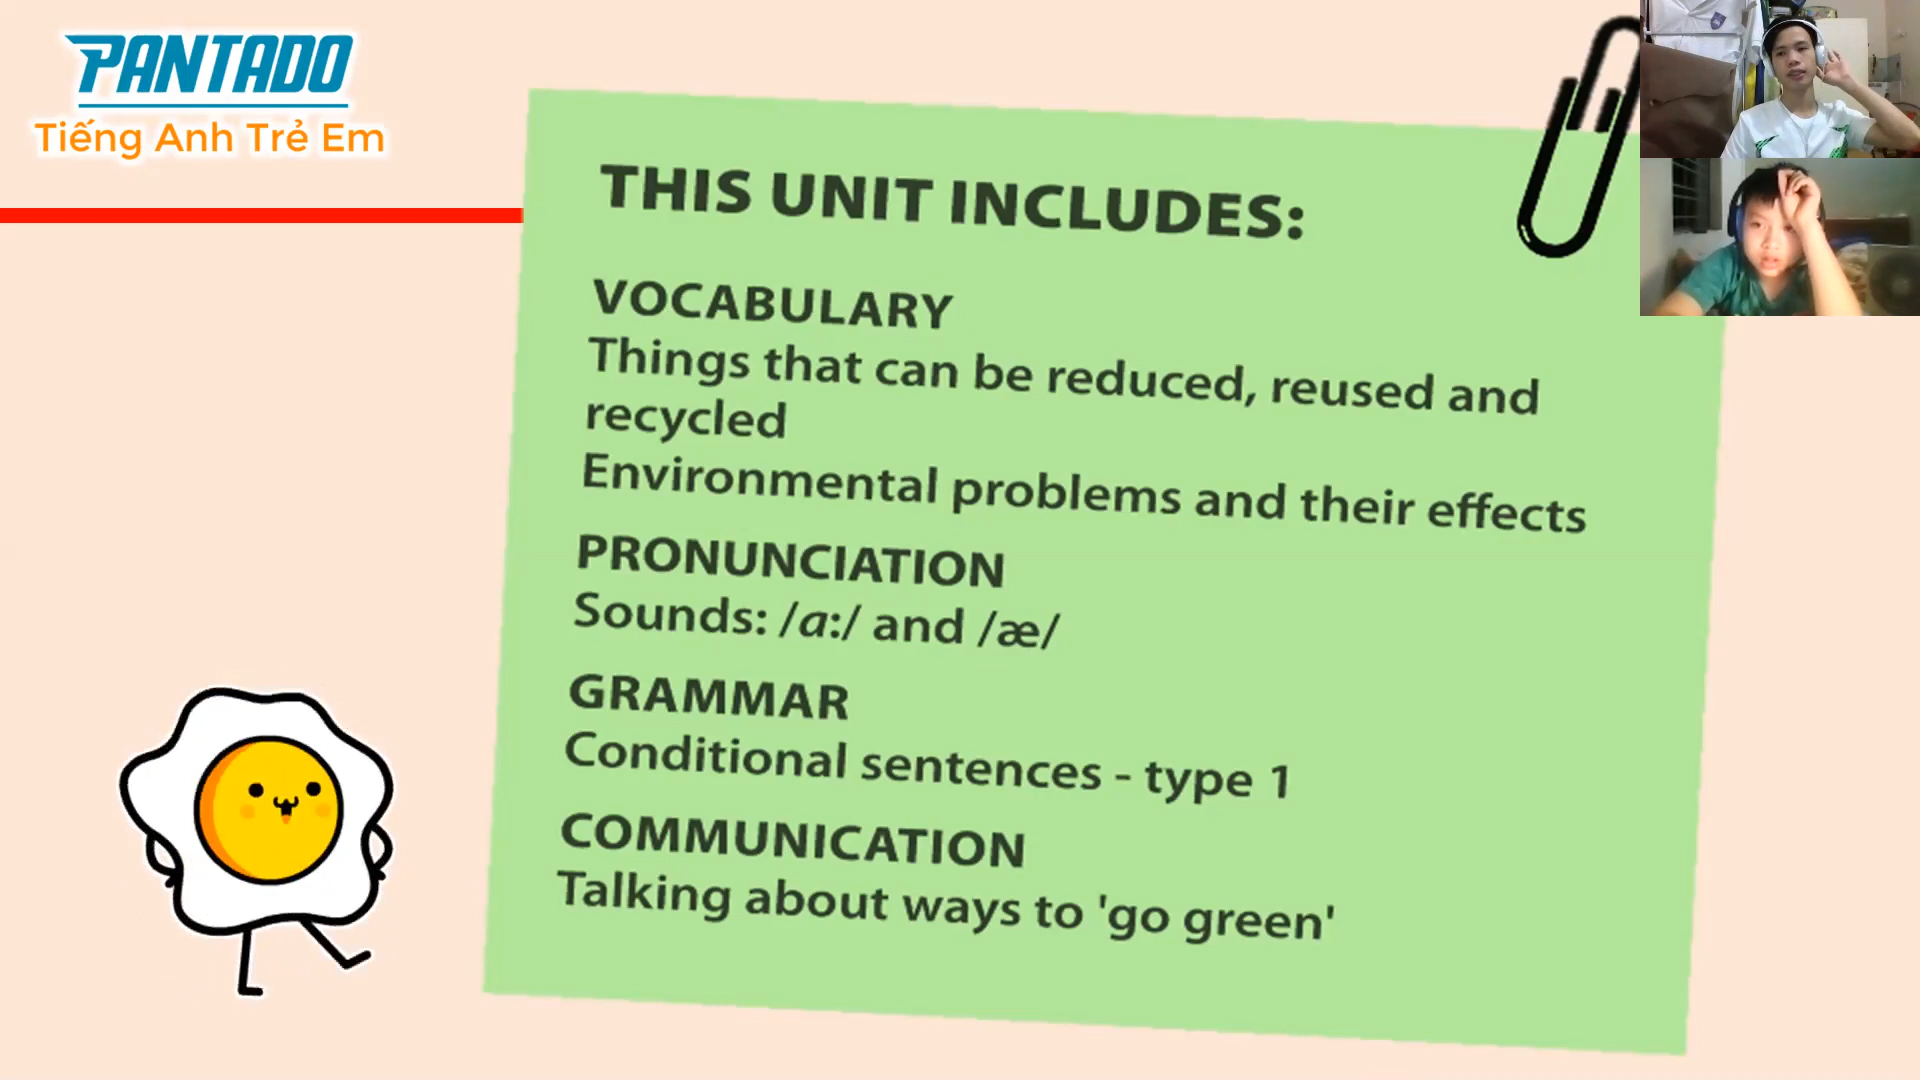 PANTADO
Tiếng Anh Trẻ Em
THIS UNIT INCLUDES:
VOCABULARY
Things that can be reduced, reused and
recycled
Environmental problems and their effects
PRONUNCIATION
Sounds: /ɑ:/ and /æ/
GRAMMAR
Conditional sentences - type 1
COMMUNICATION
Talking about ways to 'go green'